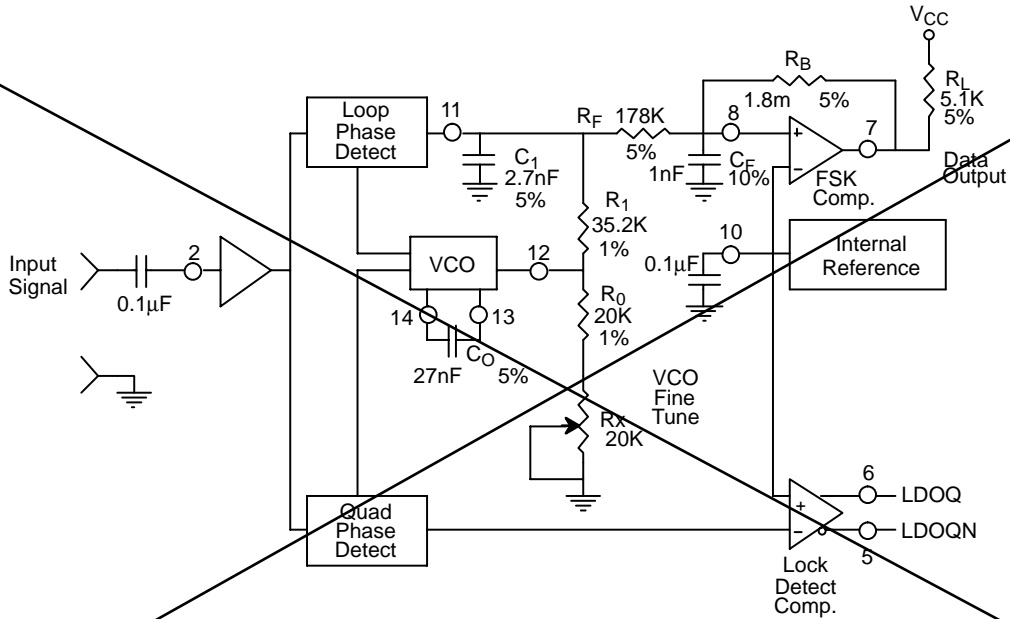 VCC
RB
1.8m 5%
RL
5.1K
5%
Loop
Phase
Detect
11
RF 178K
5%
8
7
+
−
FSK
Comp.
Data
Output
C1
2.7nF
5%
1nF
CF
10%
R1
35.2K
1%
10
0.1µF
Internal
Reference
Input
Signal
0.1µF
2
VCO
12
14
13
CO
27nF 5%
R0
20K
1%
VCO
Fine
Tune
Rx
20K
Quad
Phase
Detect
+
−
6
LDOQ
LDOQN
5
Lock
Detect
Comp.